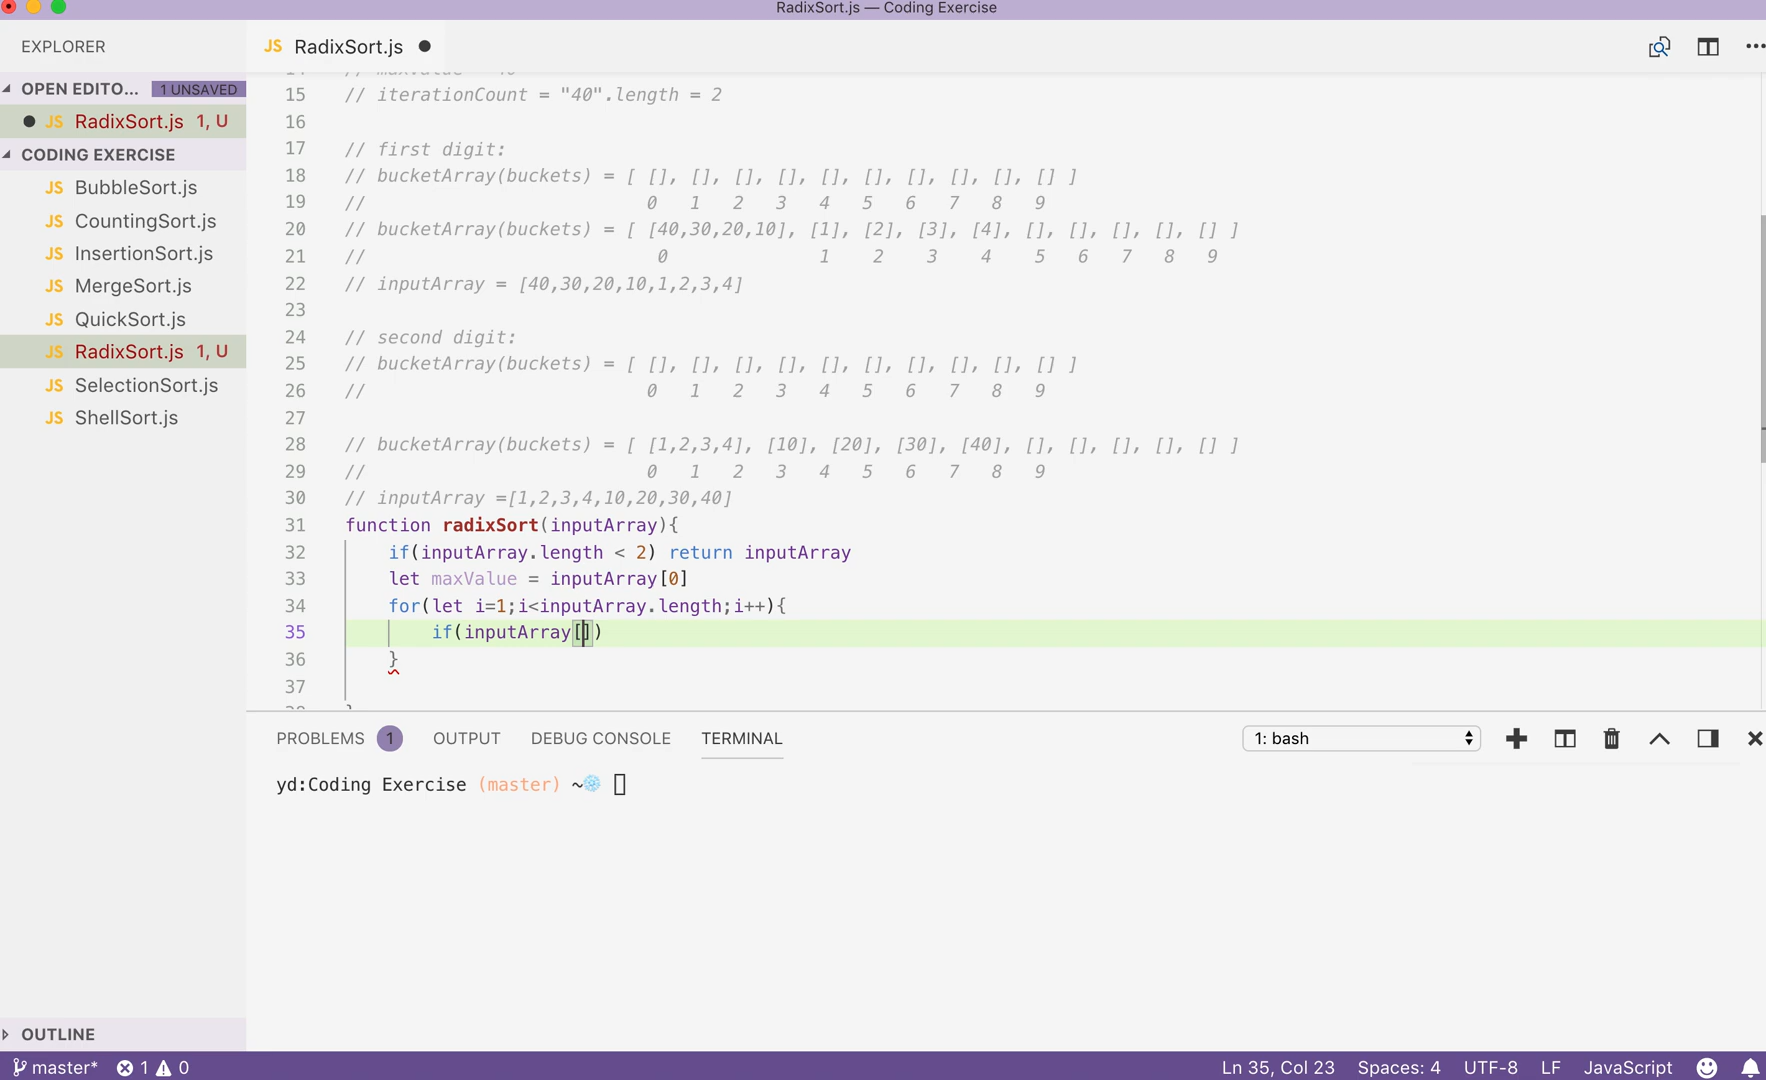 RadixSort.js — Coding Exercise
EXPLORER
JS RadixSort.js ●
OPEN EDITO... 1 UNSAVED
● JS RadixSort.js 1, U
CODING EXERCISE
JS BubbleSort.js
JS CountingSort.js
JS InsertionSort.js
JS MergeSort.js
JS QuickSort.js
JS RadixSort.js 1, U
JS SelectionSort.js
JS ShellSort.js
OUTLINE
15 // iterationCount = "40".length = 2
16
17 // first digit:
18 // bucketArray(buckets) = [ [], [], [], [], [], [], [], [], [], [] ]
19 // 0 1 2 3 4 5 6 7 8 9
20 // bucketArray(buckets) = [ [40,30,20,10], [1], [2], [3], [4], [], [], [], [], [] ]
21 // 0 1 2 3 4 5 6 7 8 9
22 // inputArray = [40,30,20,10,1,2,3,4]
23
24 // second digit:
25 // bucketArray(buckets) = [ [], [], [], [], [], [], [], [], [], [] ]
26 // 0 1 2 3 4 5 6 7 8 9
27
28 // bucketArray(buckets) = [ [1,2,3,4], [10], [20], [30], [40], [], [], [], [], [] ]
29 // 0 1 2 3 4 5 6 7 8 9
30 // inputArray =[1,2,3,4,10,20,30,40]
31 function radixSort(inputArray){
32 if(inputArray.length < 2) return inputArray
33 let maxValue = inputArray[0]
34 for(let i=1;i<inputArray.length;i++){
35 if(inputArray[])
36 }
37
PROBLEMS 1 OUTPUT DEBUG CONSOLE TERMINAL 1: bash
yd:Coding Exercise (master) ~
master* 1 0 Ln 35, Col 23 Spaces: 4 UTF-8 LF JavaScript